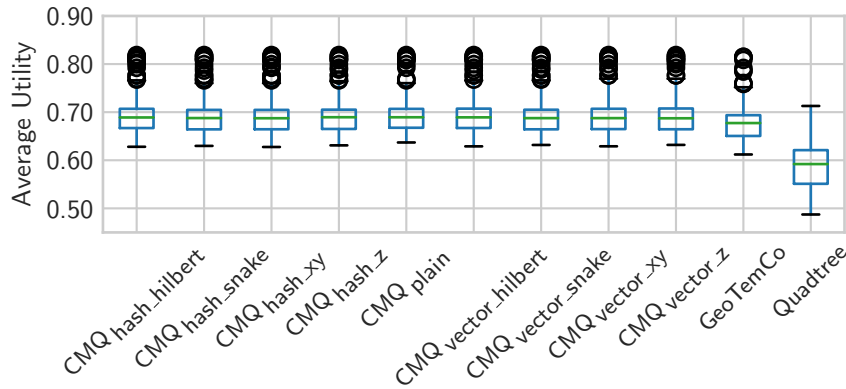 0.90
0.80
0.70
0.60
0.50
Average Utility
CMQ hash_hilbert
CMQ hash_snake
CMQ hash_xy
CMQ hash_z
CMQ plain
CMQ vector_hilbert
CMQ vector_snake
CMQ vector_xy
CMQ vector_z
GeoTemCo
Quadtree